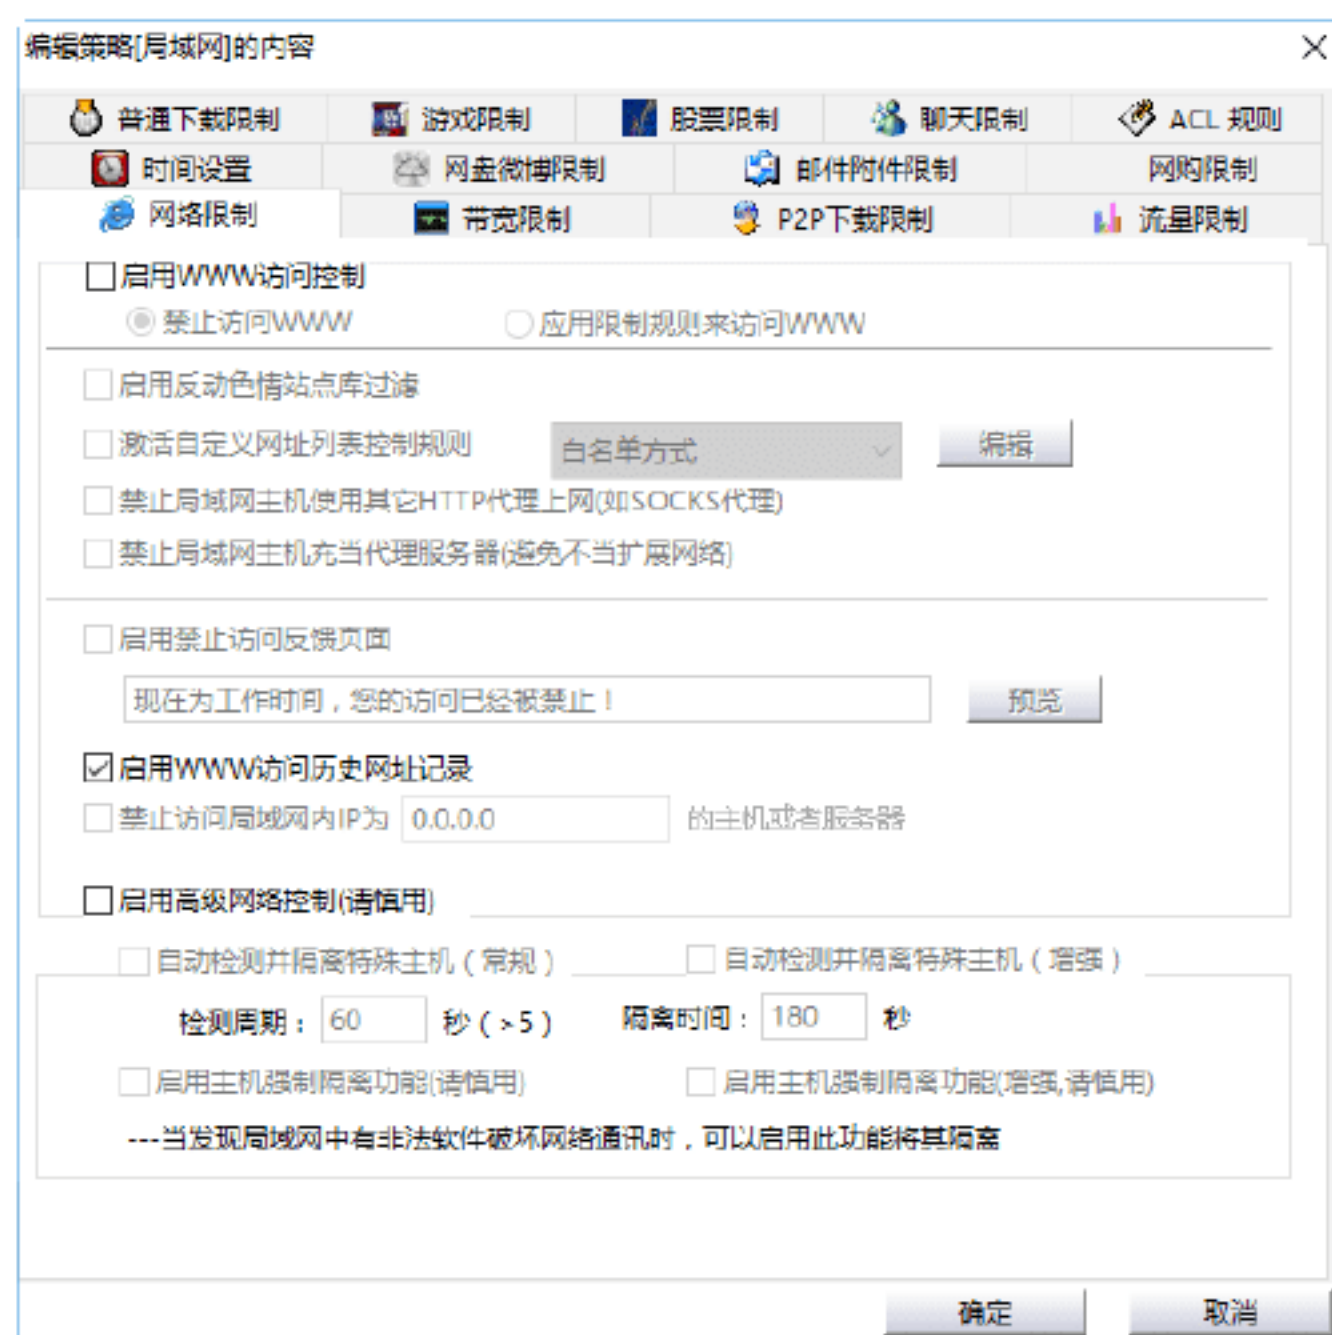 编辑策略[局域网]的内容
普通下载限制 游戏限制 股票限制 聊天限制 ACL 规则
时间设置 网盘微博限制 邮件附件限制 网购限制
网络限制 带宽限制 P2P下载限制 流量限制
启用WWW访问控制
禁止访问WWW 应用限制规则来访问WWW
启用反动色情站点库过滤
激活自定义网址列表控制规则 白名单方式 编辑
禁止局域网主机使用其它HTTP代理上网(如SOCKS代理)
禁止局域网主机充当代理服务器(避免不当扩展网络)
启用禁止访问反馈页面
现在为工作时间，您的访问已经被禁止！ 预览
启用WWW访问历史网址记录
禁止访问局域网内IP为 0.0.0.0 的主机或者服务器
启用高级网络控制(请慎用)
自动检测并隔离特殊主机（常规） 自动检测并隔离特殊主机（增强）
检测周期： 60 秒（>5） 隔离时间： 180 秒
启用主机强制隔离功能(请慎用) 启用主机强制隔离功能(增强,请慎用)
---当发现局域网中有非法软件破坏网络通讯时，可以启用此功能将其隔离
确定 取消